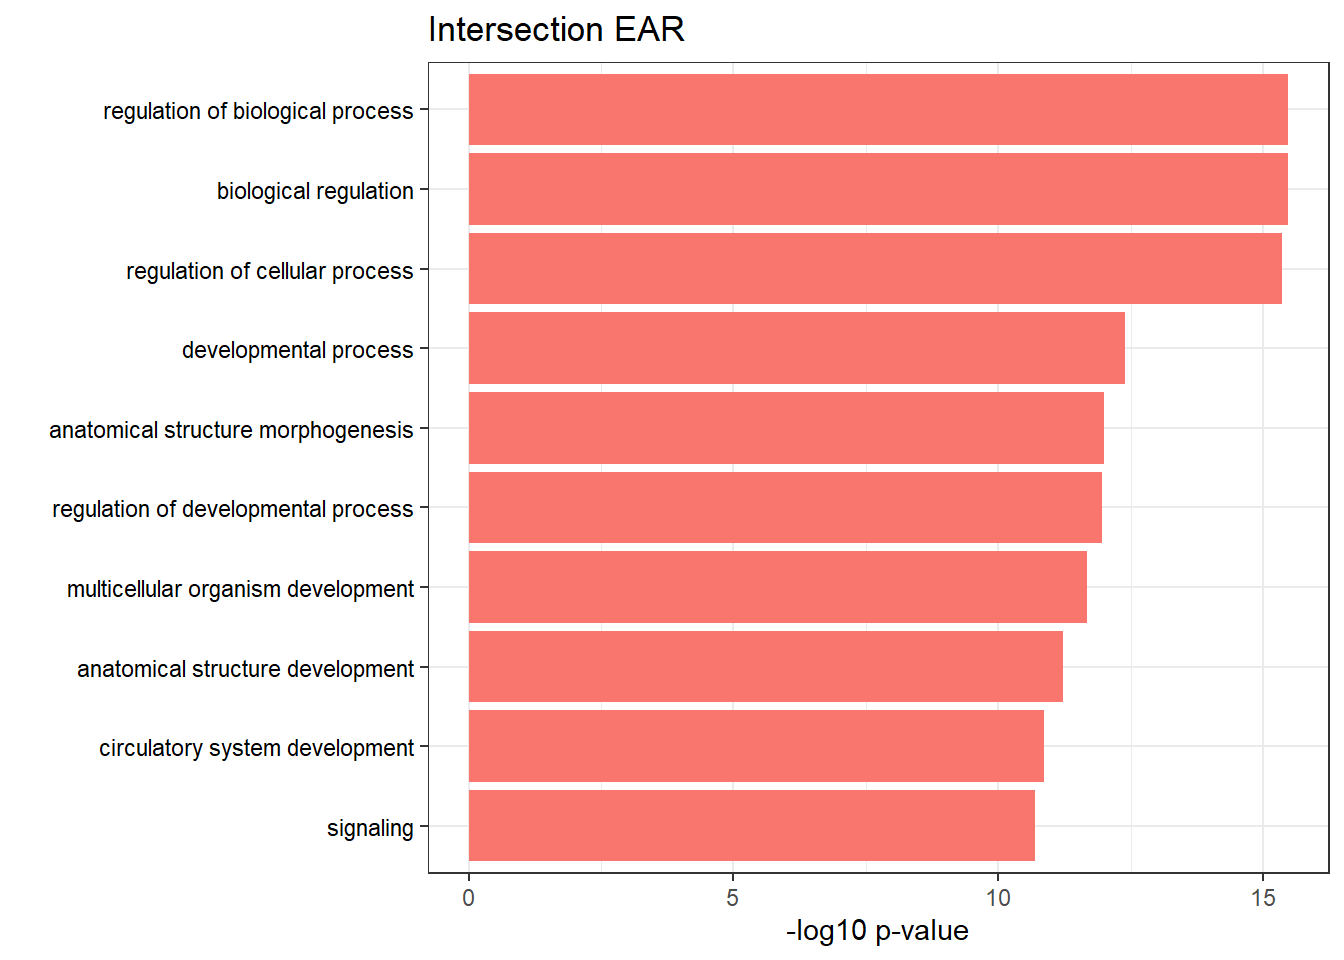 Intersection EAR
regulation of biological process
biological regulation
regulation of cellular process
developmental process
anatomical structure morphogenesis
regulation of developmental process
multicellular organism development
anatomical structure development
circulatory system development
signaling
0 5 10 15
-log10 p-value